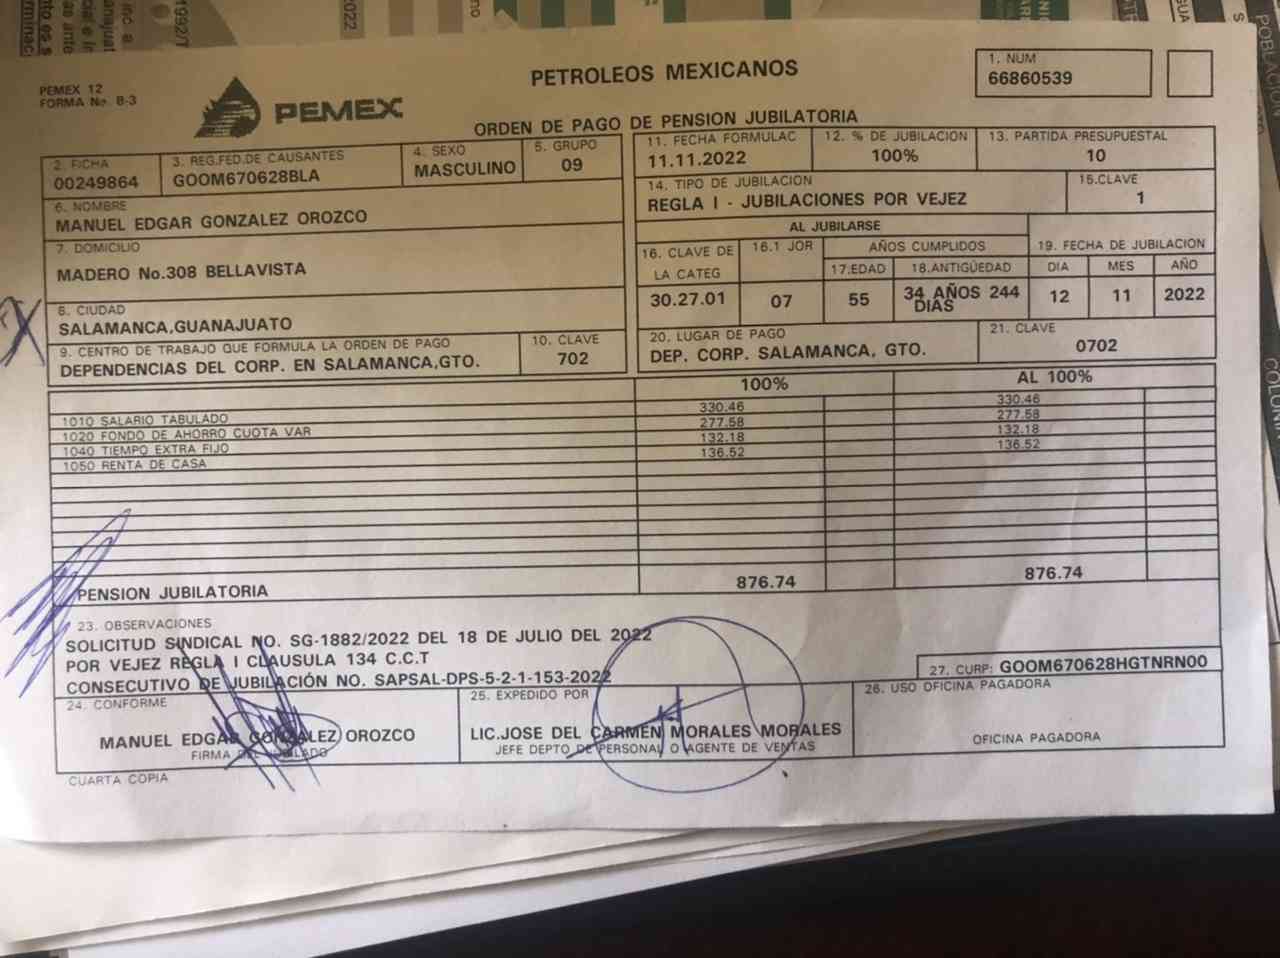 PEMEX 12
FORMA No. B-3
PEMEX
PETROLEOS MEXICANOS
ORDEN DE PAGO DE PENSION JUBILATORIA
1. NUM
66860539
2. FICHA
00249864
3. REG.FED.DE CAUSANTES
GOOM670628BLA
4. SEXO
MASCULINO
5. GRUPO
09
6. NOMBRE
MANUEL EDGAR GONZALEZ OROZCO
7. DOMICILIO
MADERO No.308 BELLAVISTA
8. CIUDAD
SALAMANCA,GUANAJUATO
9. CENTRO DE TRABAJO QUE FORMULA LA ORDEN DE PAGO
DEPENDENCIAS DEL CORP. EN SALAMANCA,GTO.
10. CLAVE
702
11. FECHA FORMULAC
11.11.2022
12. % DE JUBILACION
100%
13. PARTIDA PRESUPESTAL
10
14. TIPO DE JUBILACION
REGLA I - JUBILACIONES POR VEJEZ
15.CLAVE
1
AL JUBILARSE
16. CLAVE DE
LA CATEG
30.27.01
16.1 JOR
07
AÑOS CUMPLIDOS
17.EDAD
55
18.ANTIGÜEDAD
34 AÑOS 244
DIAS
19. FECHA DE JUBILACION
DIA MES AÑO
12 11 2022
20. LUGAR DE PAGO
DEP. CORP. SALAMANCA, GTO.
21. CLAVE
0702
100% AL 100%
1010 SALARIO TABULADO 330.46 330.46
1020 FONDO DE AHORRO CUOTA VAR 277.58 277.58
1040 TIEMPO EXTRA FIJO 132.18 132.18
1050 RENTA DE CASA 136.52 136.52
PENSION JUBILATORIA 876.74 876.74
23. OBSERVACIONES
SOLICITUD SINDICAL NO. SG-1882/2022 DEL 18 DE JULIO DEL 2022
POR VEJEZ REGLA I CLAUSULA 134 C.C.T
CONSECUTIVO DE JUBILACIÓN NO. SAPSAL-DPS-5-2-1-153-2022
27. CURP: GOOM670628HGTNRN00
24. CONFORME
MANUEL EDGAR GONZALEZ OROZCO
FIRMA DEL JUBILADO
25. EXPEDIDO POR
LIC.JOSE DEL CARMEN MORALES MORALES
JEFE DEPTO DE PERSONAL O AGENTE DE VENTAS
26. USO OFICINA PAGADORA
OFICINA PAGADORA
CUARTA COPIA